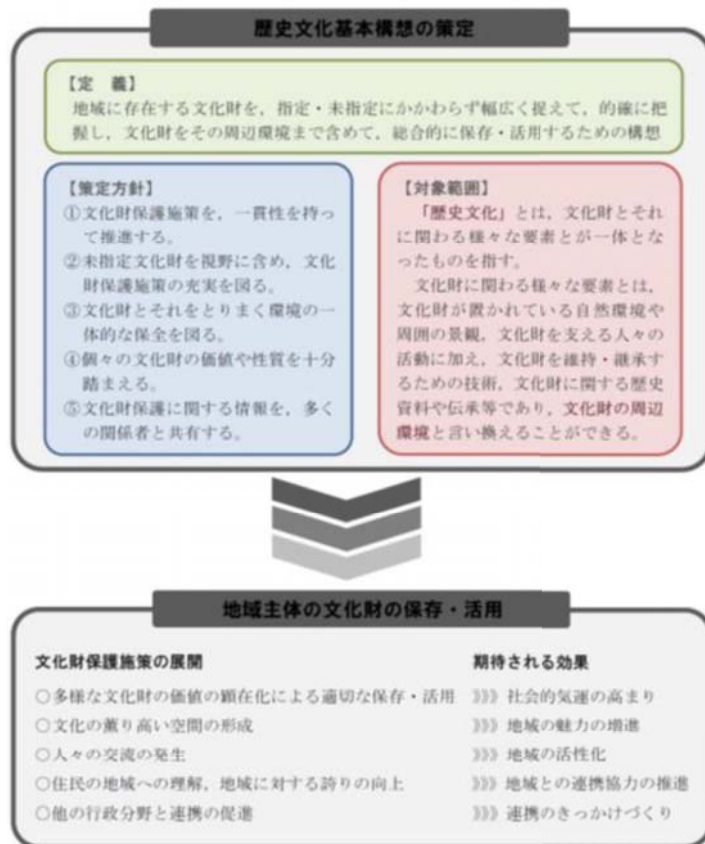 歴史文化基本構想の策定
【定　義】
地域に存在する文化財を，指定・未指定にかかわらず幅広く捉えて，的確に把
握し，文化財をその周辺環境まで含めて，総合的に保存・活用するための構想
【策定方針】
①文化財保護施策を，一貫性を持っ
て推進する。
②未指定文化財を視野に含め，文化
財保護施策の充実を図る。
③文化財とそれをとりまく環境の一
体的な保全を図る。
④個々の文化財の価値や性質を十分
踏まえる。
⑤文化財保護に関する情報を，多く
の関係者と共有する。
【対象範囲】
「歴史文化」とは，文化財とそれ
に関わる様々な要素とが一体とな
ったものを指す。
文化財に関わる様々な要素とは，
文化財が置かれている自然環境や
周囲の景観，文化財を支える人々の
活動に加え，文化財を維持・継承す
るための技術，文化財に関する歴史
資料や伝承等であり，文化財の周辺
環境と言い換えることができる。
地域主体の文化財の保存・活用
文化財保護施策の展開
期待される効果
○多様な文化財の価値の顕在化による適切な保存・活用 》》》 社会的気運の高まり
○文化の薫り高い空間の形成 》》》 地域の魅力の増進
○人々の交流の発生 》》》 地域の活性化
○住民の地域への理解，地域に対する誇りの向上 》》》 地域との連携協力の推進
○他の行政分野と連携の促進 》》》 連携のきっかけづくり